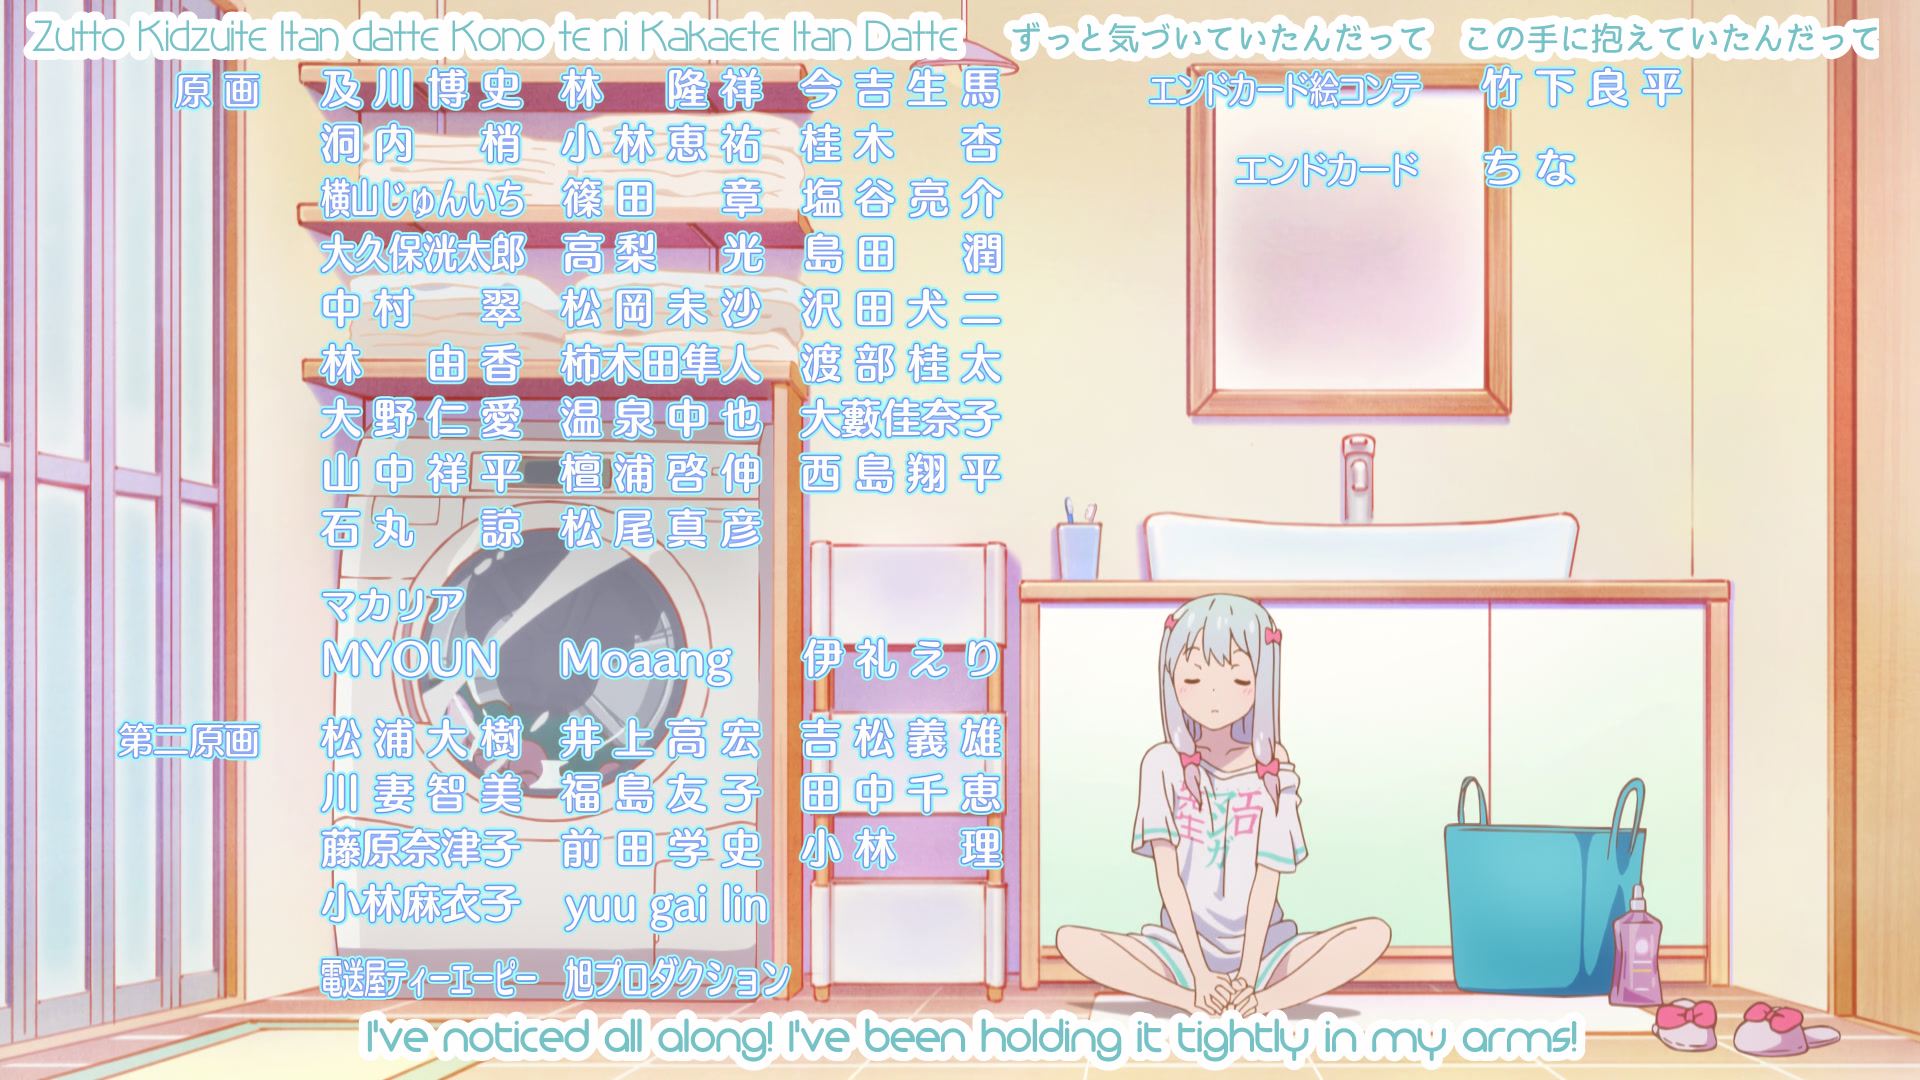 Zutto Kidzuite Itan datte Kono te ni Kakaete Itan Datte ずっと気づいていたんだって この手に抱えていたんだって
原画 及川博史 林 隆祥 今吉生馬
洞内 梢 小林恵祐 桂木 杏
横山じゅんいち 篠田 章 塩谷亮介
大久保洸太郎 高梨 光 島田 潤
中村 翠 松岡未沙 沢田犬二
林 由香 柿木田隼人 渡部桂太
大野仁愛 温泉中也 大藪佳奈子
山中祥平 檀浦啓伸 西島翔平
石丸 諒 松尾真彦
マカリア
MYOUN Moaang 伊礼えり
第二原画 松浦大樹 井上高宏 吉松義雄
川妻智美 福島友子 田中千恵
藤原奈津子 前田学史 小林 理
小林麻衣子 yuu gai lin
電送屋ティーエーピー 旭プロダクション
エンドカード絵コンテ 竹下良平
エンドカード ちな
エロ
マンガ
先生
I've noticed all along! I've been holding it tightly in my arms!